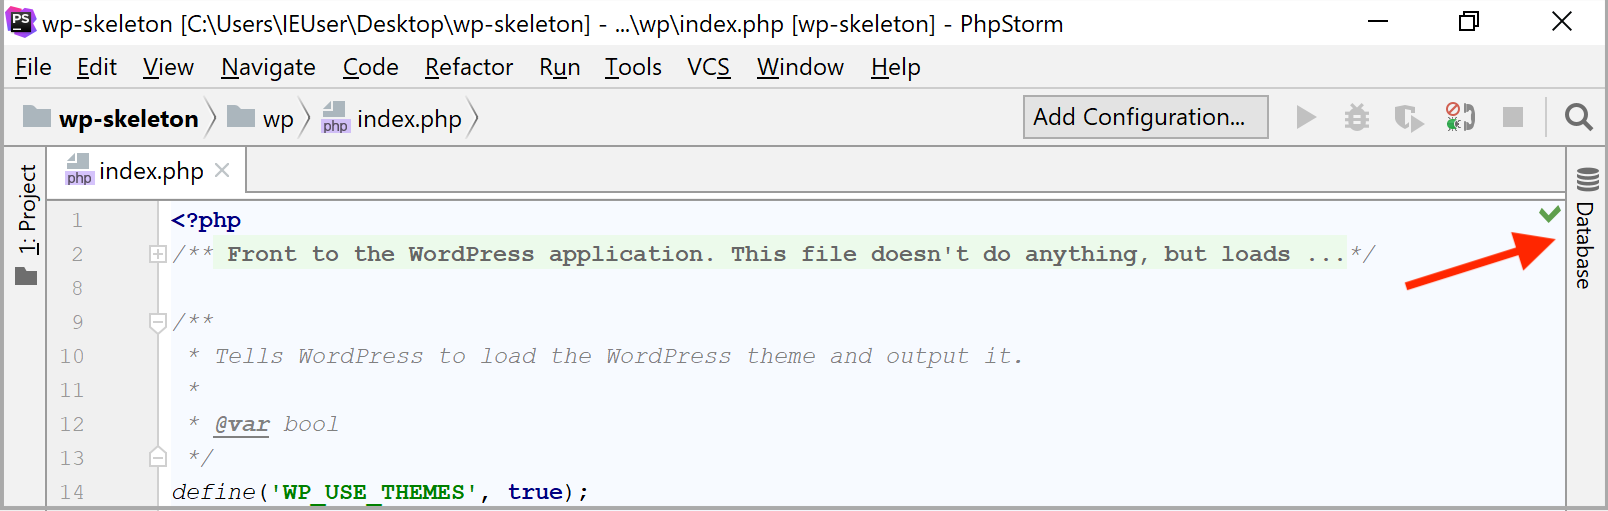 PS wp-skeleton [C:\Users\IEUser\Desktop\wp-skeleton] - ...\wp\index.php [wp-skeleton] - PhpStorm
File Edit View Navigate Code Refactor Run Tools VCS Window Help
wp-skeleton wp php index.php Add Configuration...
1: Project
php index.php
Database
1 <?php
2 /** Front to the WordPress application. This file doesn't do anything, but loads ...*/
8
9 /**
10 * Tells WordPress to load the WordPress theme and output it.
11 *
12 * @var bool
13 */
14 define('WP_USE_THEMES', true);